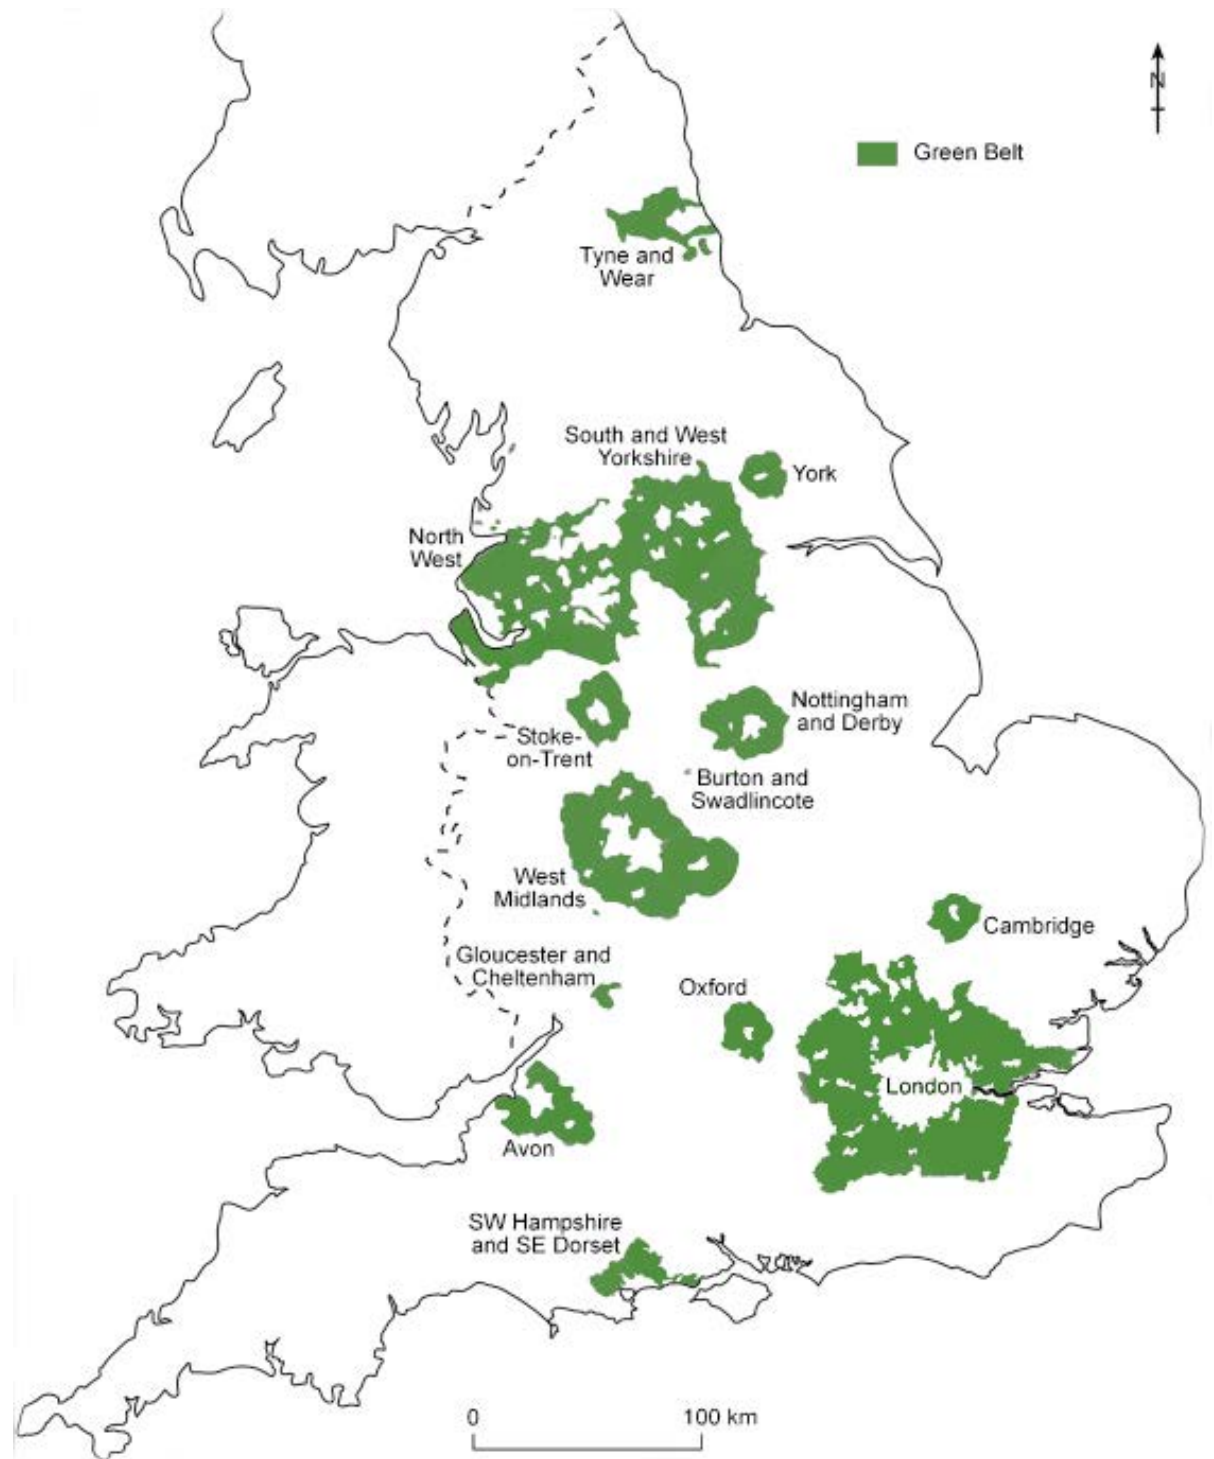 N
Green Belt
Tyne and
Wear
South and West
Yorkshire
York
North
West
Nottingham
and Derby
Stoke-
on-Trent
Burton and
Swadlincote
West
Midlands
Cambridge
Gloucester and
Cheltenham
Oxford
London
Avon
SW Hampshire
and SE Dorset
0 100 km